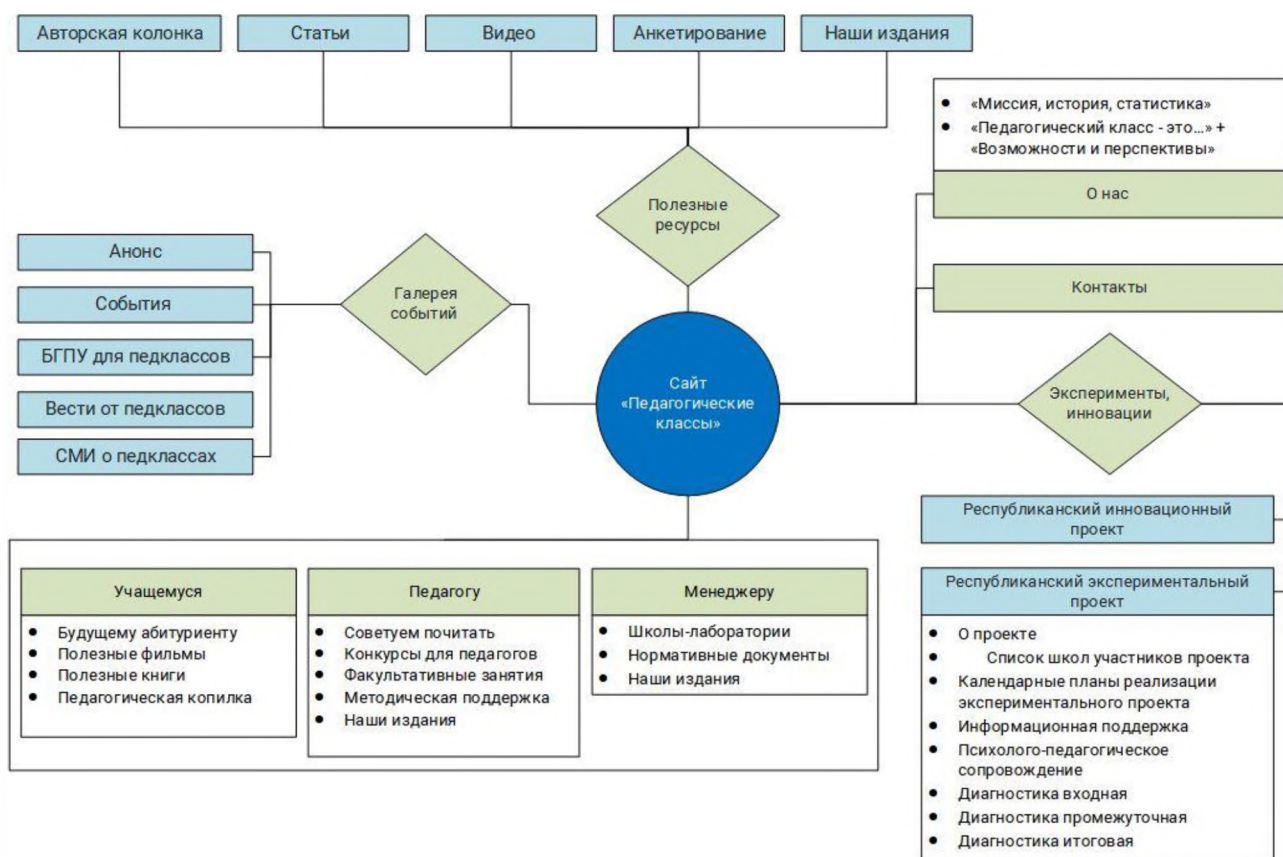 Авторская колонка
Статьи
Видео
Анкетирование
Наши издания
«Миссия, история, статистика»
«Педагогический класс - это...» +
«Возможности и перспективы»
О нас
Полезные
ресурсы
Анонс
События
БГПУ для педклассов
Вести от педклассов
СМИ о педклассах
Галерея
событий
Контакты
Сайт
«Педагогические
классы»
Эксперименты,
инновации
Республиканский инновационный
проект
Учащемуся
Будущему абитуриенту
Полезные фильмы
Полезные книги
Педагогическая копилка
Педагогу
Советуем почитать
Конкурсы для педагогов
Факультативные занятия
Методическая поддержка
Наши издания
Менеджеру
Школы-лаборатории
Нормативные документы
Наши издания
Республиканский экспериментальный
проект
О проекте
Список школ участников проекта
Календарные планы реализации
экспериментального проекта
Информационная поддержка
Психолого-педагогическое
сопровождение
Диагностика входная
Диагностика промежуточная
Диагностика итоговая